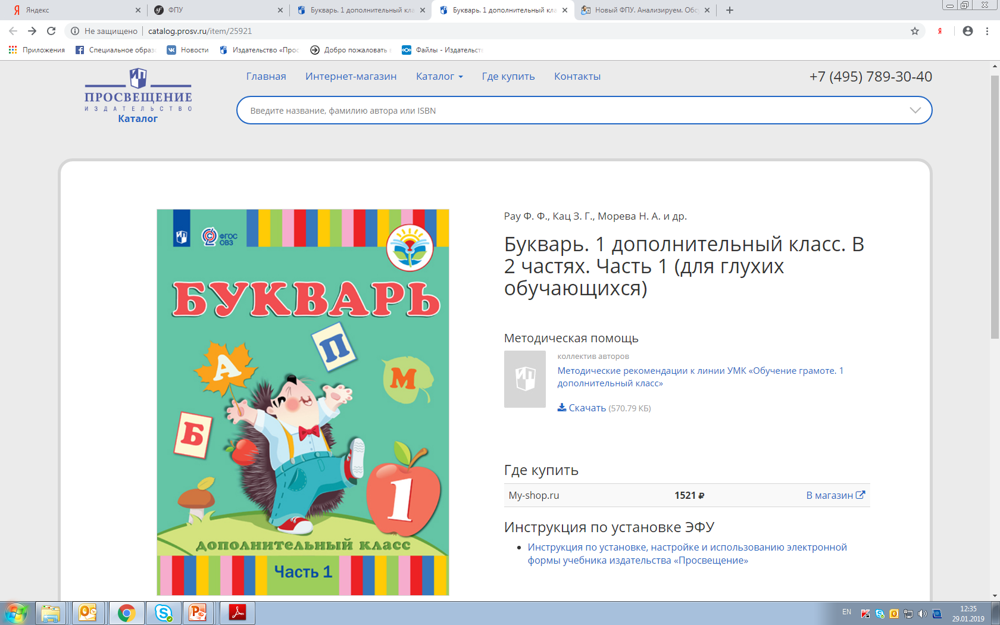 Яндекс
ФПУ
Букварь. 1 дополнительный кла
Букварь. 1 дополнительный кла
Новый ФПУ. Анализируем. Обс
Не защищено
catalog.prosv.ru/item/25921
Я
Приложения
Специальное образ
Новости
Издательство «Прос
Добро пожаловать
Файлы - Издательств
ПРОСВЕЩЕНИЕ
ИЗДАТЕЛЬСТВО
Каталог
Главная
Интернет-магазин
Каталог
Где купить
Контакты
+7 (495) 789-30-40
Введите название, фамилию автора или ISBN
ФГОС
ОВЗ
БУКВАРЬ
П
А
М
Б
1
ДОПОЛНИТЕЛЬНЫЙ КЛАСС
Часть 1
Рау Ф. Ф., Кац З. Г., Морева Н. А. и др.
Букварь. 1 дополнительный класс. В
2 частях. Часть 1 (для глухих
обучающихся)
Методическая помощь
коллектив авторов
Методические рекомендации к линии УМК «Обучение грамоте. 1
дополнительный класс»
Скачать (570.79 КБ)
Где купить
My-shop.ru
1521 ₽
В магазин
Инструкция по установке ЭФУ
Инструкция по установке, настройке и использованию электронной
формы учебника издательства «Просвещение»
EN
12:35
29.01.2019